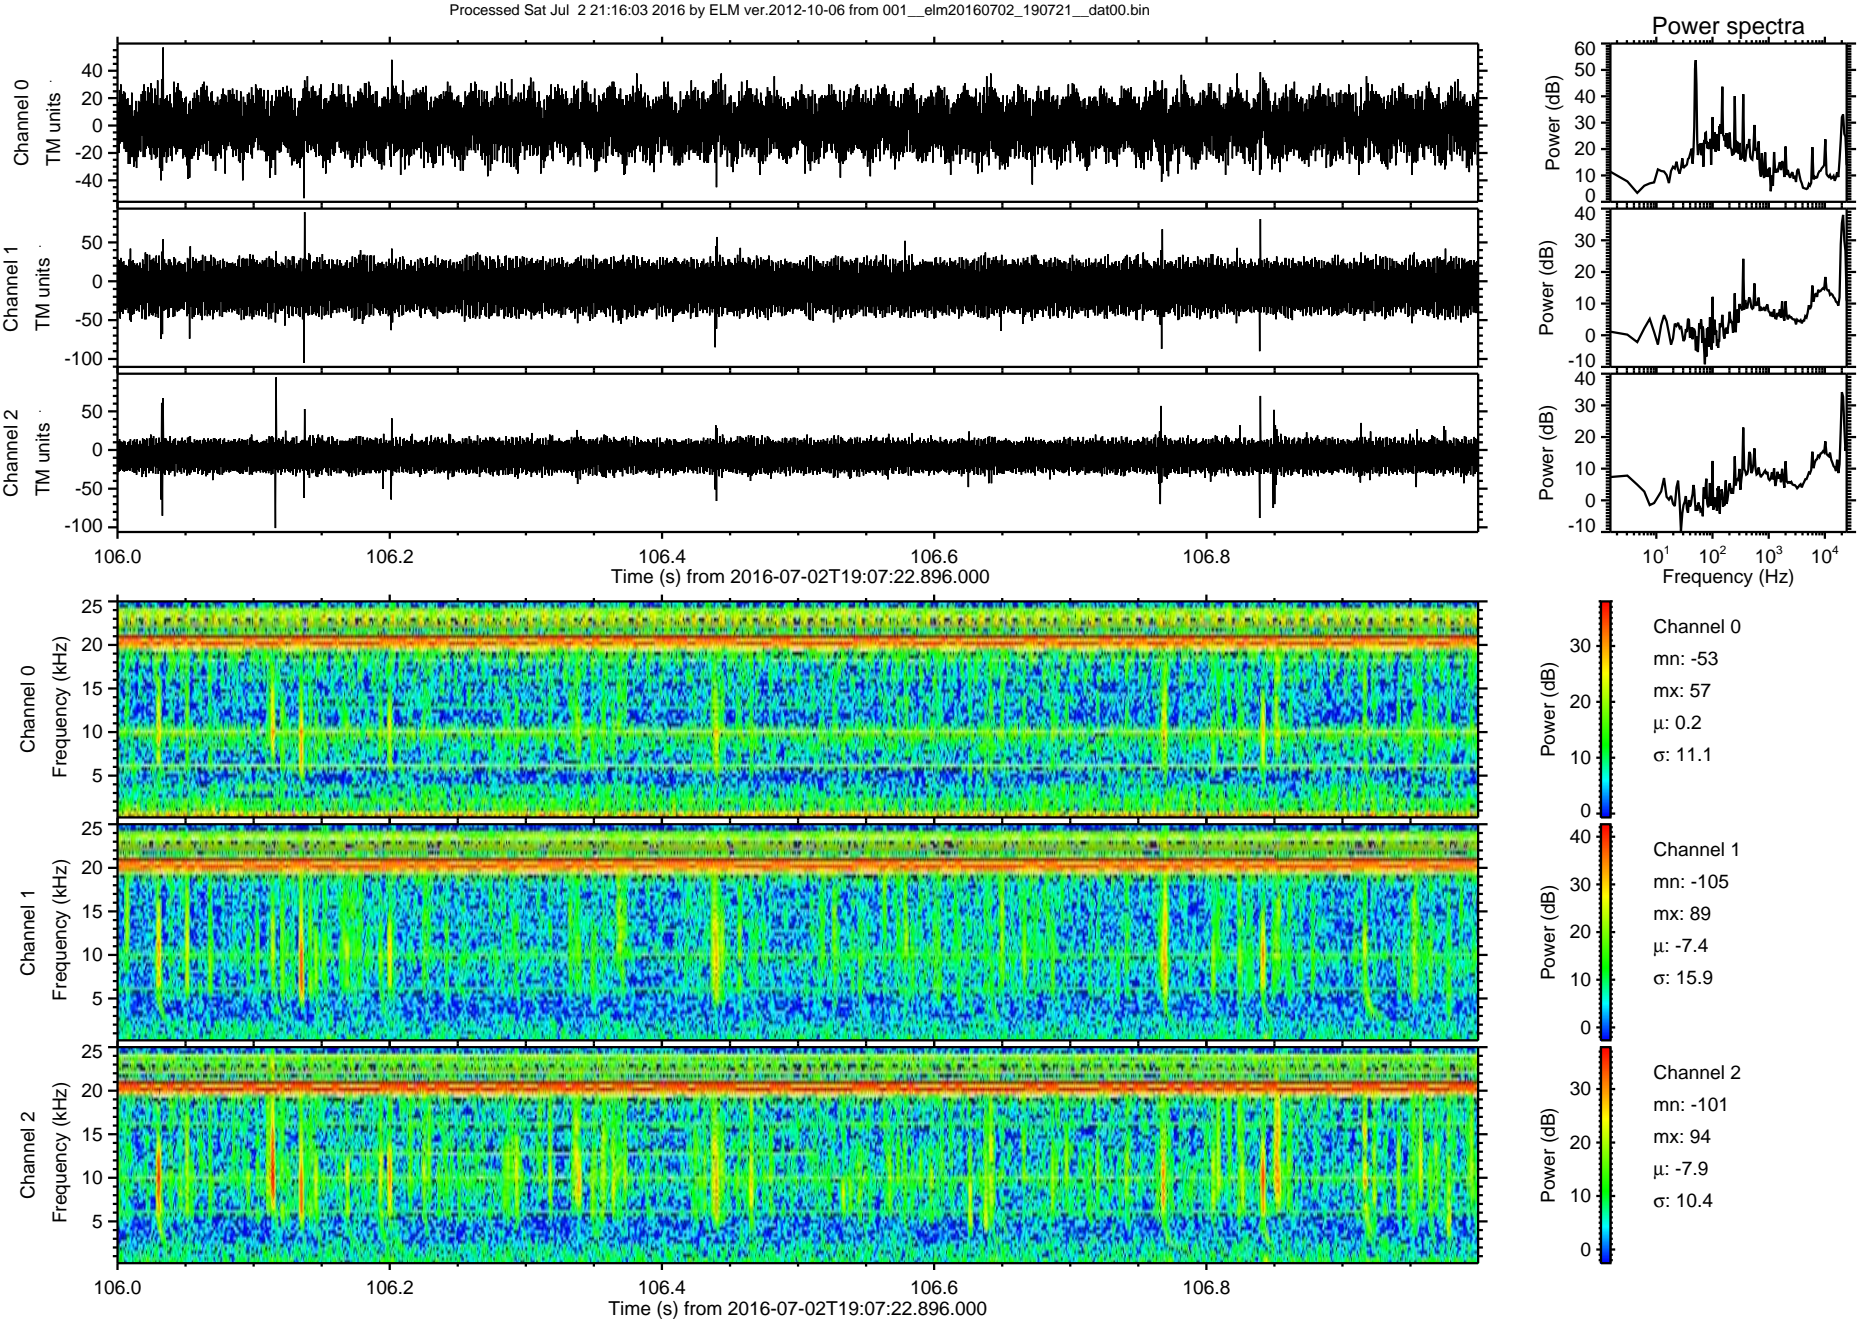 Processed Sat Jul  2 21:16:03 2016 by ELM ver.2012-10-06 from 001__elm20160702_190721__dat00.bin
Power spectra
Channel 0
TM units
40
20
0
-20
-40
Power (dB)
60
50
40
30
20
10
0
Channel 1
TM units
50
0
-50
-100
Power (dB)
40
30
20
10
0
-10
Channel 2
TM units
50
0
-50
-100
Power (dB)
40
30
20
10
0
-10
106.0 106.2 106.4 106.6 106.8
Time (s) from 2016-07-02T19:07:22.896.000
10^1 10^2 10^3 10^4
Frequency (Hz)
Channel 0
Frequency (kHz)
25
20
15
10
5
Power (dB)
30
20
10
0
Channel 0
mn: -53
mx: 57
μ: 0.2
σ: 11.1
Channel 1
Frequency (kHz)
25
20
15
10
5
Power (dB)
40
30
20
10
0
Channel 1
mn: -105
mx: 89
μ: -7.4
σ: 15.9
Channel 2
Frequency (kHz)
25
20
15
10
5
Power (dB)
30
20
10
0
Channel 2
mn: -101
mx: 94
μ: -7.9
σ: 10.4
106.0 106.2 106.4 106.6 106.8
Time (s) from 2016-07-02T19:07:22.896.000